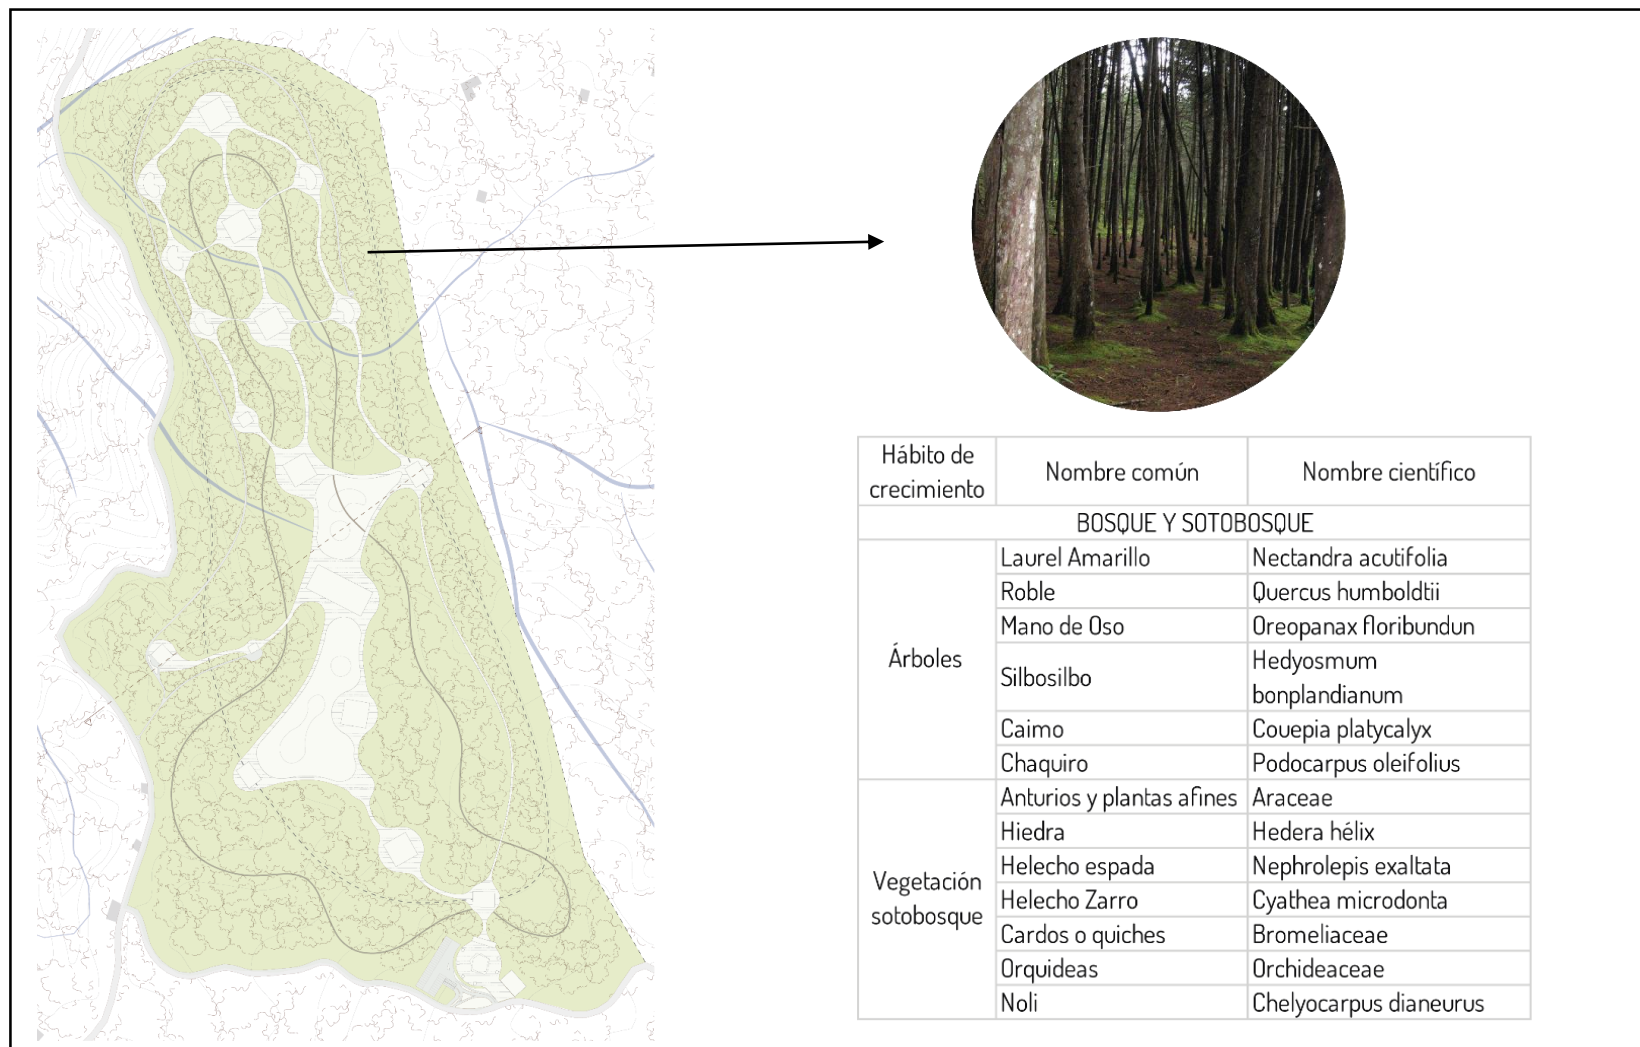 Hábito de
crecimiento
Nombre común
Nombre científico
BOSQUE Y SOTOBOSQUE
Árboles
Laurel Amarillo
Nectandra acutifolia
Roble
Quercus humboldtii
Mano de Oso
Oreopanax floribundun
Silbosilbo
Hedyosmum
bonplandianum
Caimo
Couepia platycalyx
Chaquiro
Podocarpus oleifolius
Vegetación
sotobosque
Anturios y plantas afines
Araceae
Hiedra
Hedera hélix
Helecho espada
Nephrolepis exaltata
Helecho Zarro
Cyathea microdonta
Cardos o quiches
Bromeliaceae
Orquideas
Orchideaceae
Noli
Chelyocarpus dianeurus